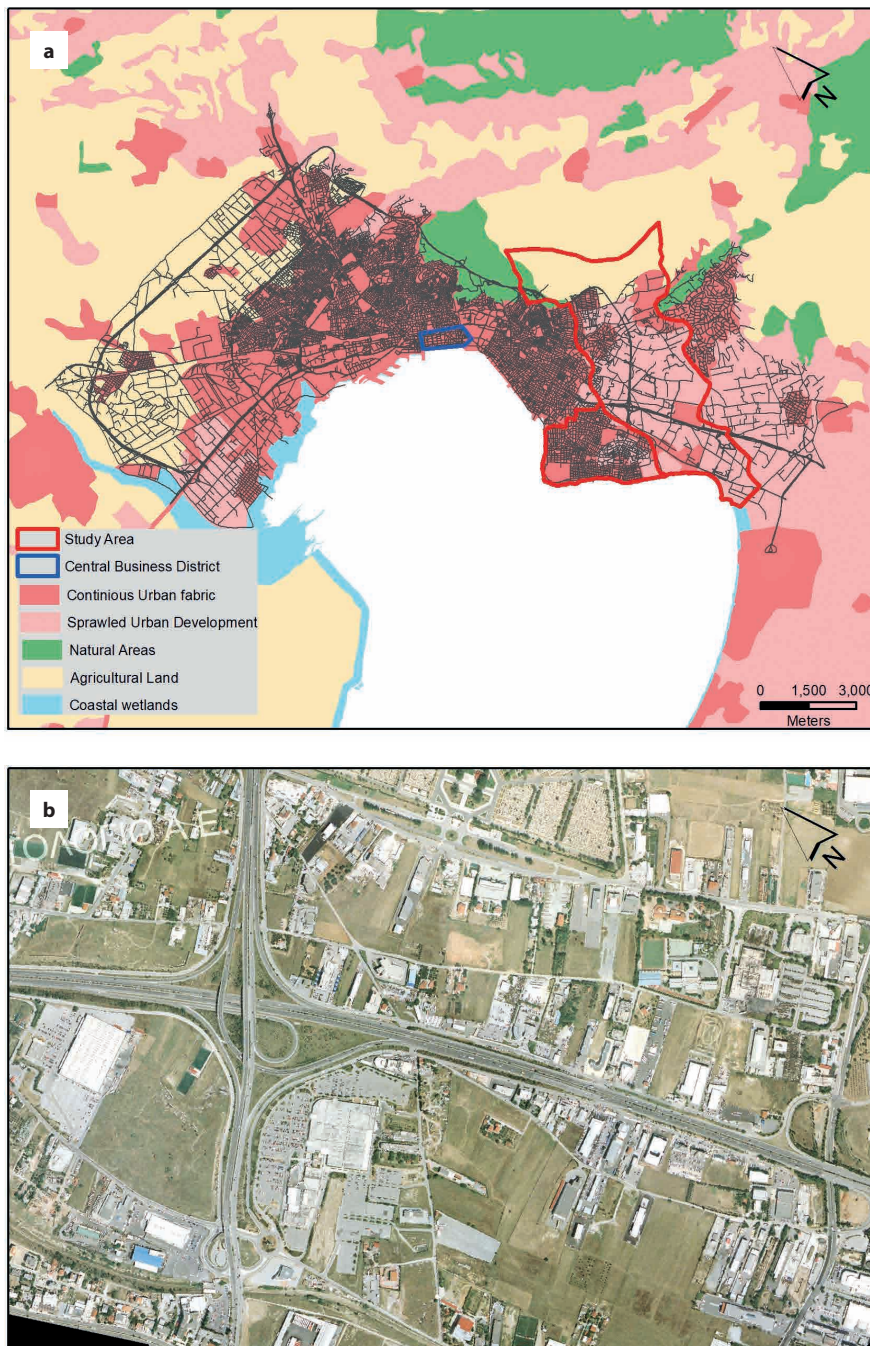 a
N
Study Area
Central Business District
Continious Urban fabric
Sprawled Urban Development
Natural Areas
Agricultural Land
Coastal wetlands
0 1,500 3,000
Meters
b
N
ΟΛΟΓΙΟ Α.Ε.